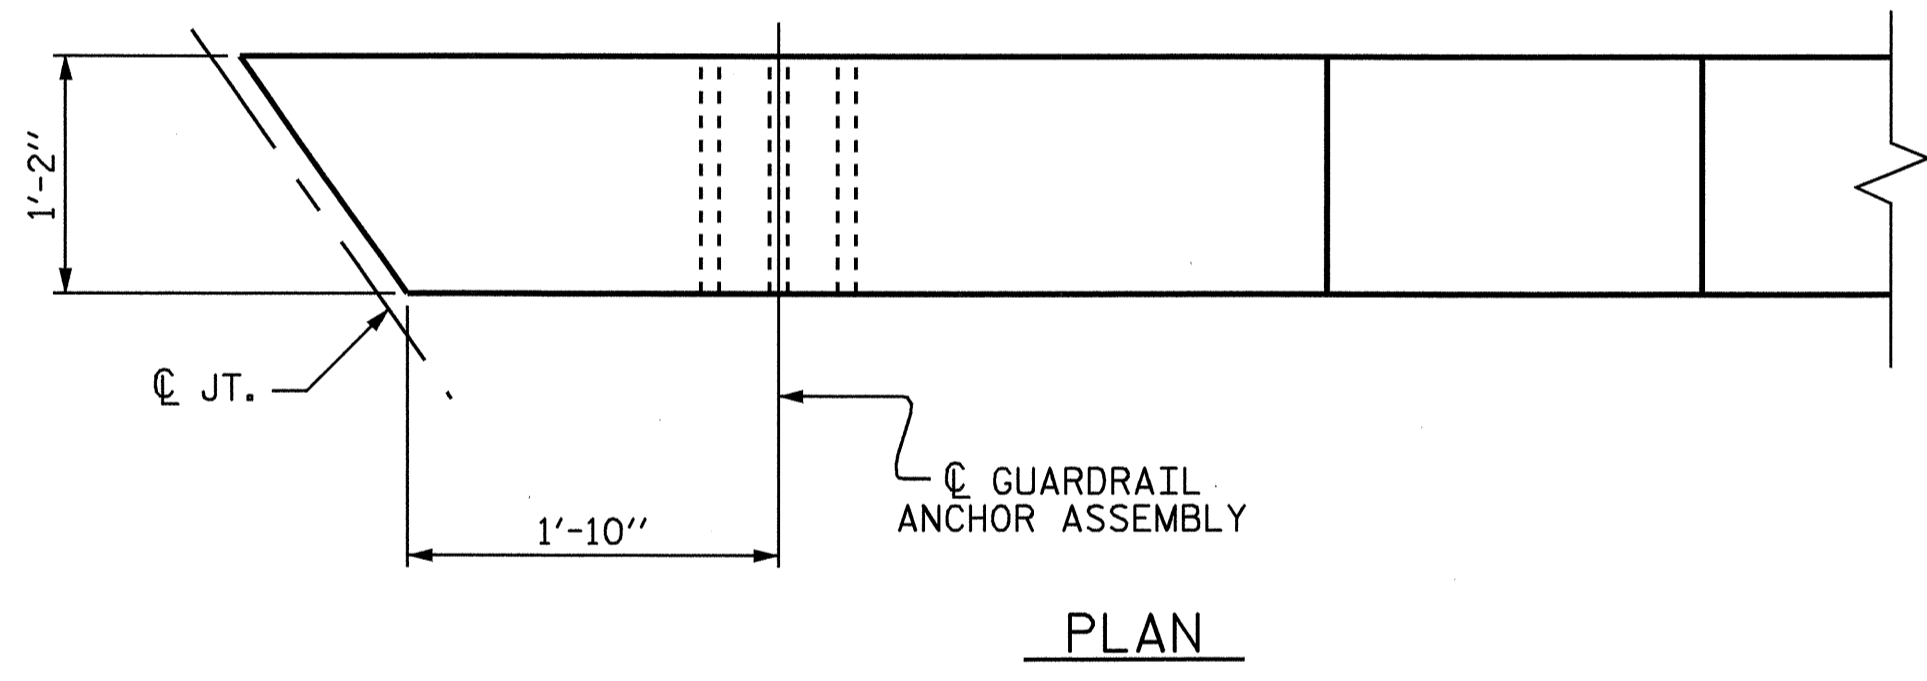 1'-2"
℄ JT.
1'-10"
℄ GUARDRAIL
ANCHOR ASSEMBLY
PLAN